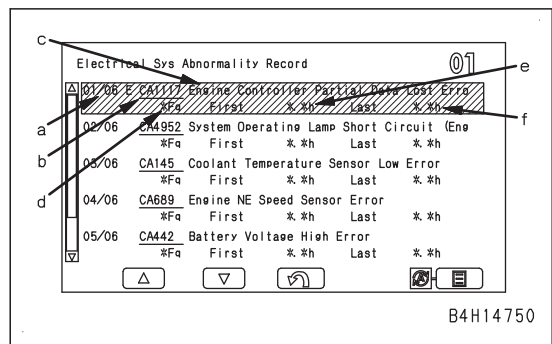 c
Electrical Sys Abnormality Record 01
e
01/06 E CA1117 Engine Controller Partial Data Lost Erro
*Fq First *.*h Last *.*h
f
a
02/06 CA4952 System Operating Lamp Short Circuit (Eng
*Fq First *.*h Last *.*h
b
03/06 CA145 Coolant Temperature Sensor Low Error
*Fq First *.*h Last *.*h
d
04/06 CA689 Engine NE Speed Sensor Error
*Fq First *.*h Last *.*h
05/06 CA442 Battery Voltage High Error
*Fq First *.*h Last *.*h
B4H14750